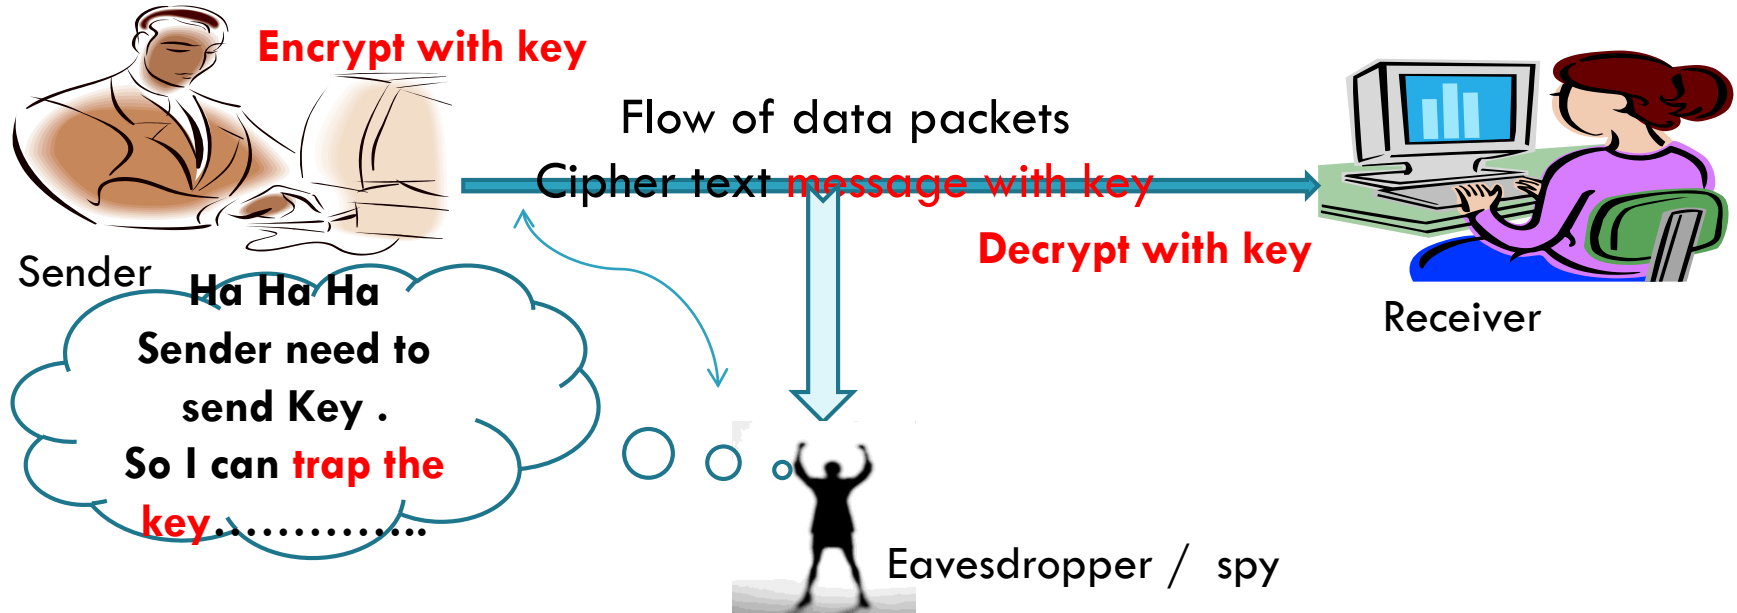 Encrypt with key
Flow of data packets
Cipher text message with key
Decrypt with key
Sender
Receiver
Ha Ha Ha
Sender need to
send Key .
So I can trap the
key..............
Eavesdropper / spy